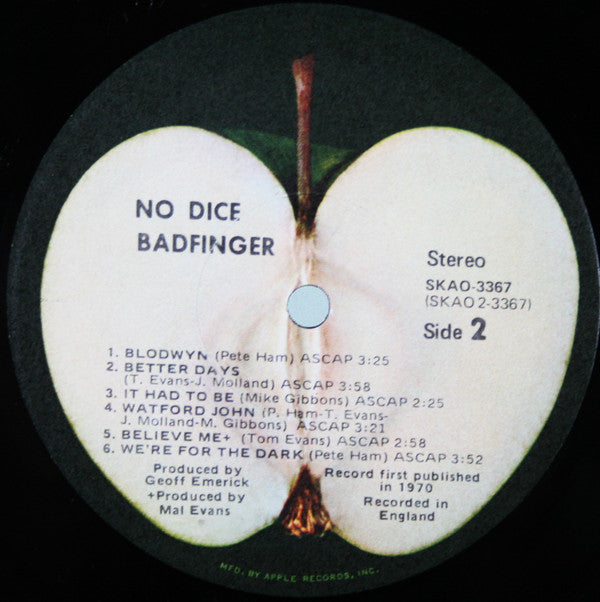 NO DICE
BADFINGER
Stereo
SKAO-3367
(SKAO 2-3367)
Side 2
1. BLODWYN (Pete Ham) ASCAP 3:25
2. BETTER DAYS
(T. Evans-J. Molland) ASCAP 3:58
3. IT HAD TO BE (Mike Gibbons) ASCAP 2:25
4. WATFORD JOHN (P. Ham-T. Evans-
J. Molland-M. Gibbons) ASCAP 3:21
5. BELIEVE ME+ (Tom Evans) ASCAP 2:58
6. WE'RE FOR THE DARK (Pete Ham) ASCAP 3:52
Produced by
Geoff Emerick
+Produced by
Mal Evans
Record first published
in 1970
Recorded in
England
MFD. BY APPLE RECORDS, INC.